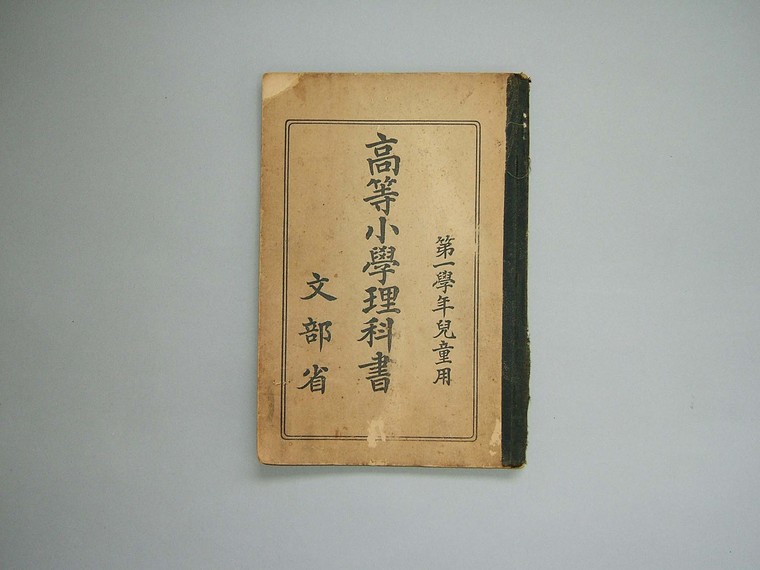 第一學年兒童用
高等小學理科書
文部省